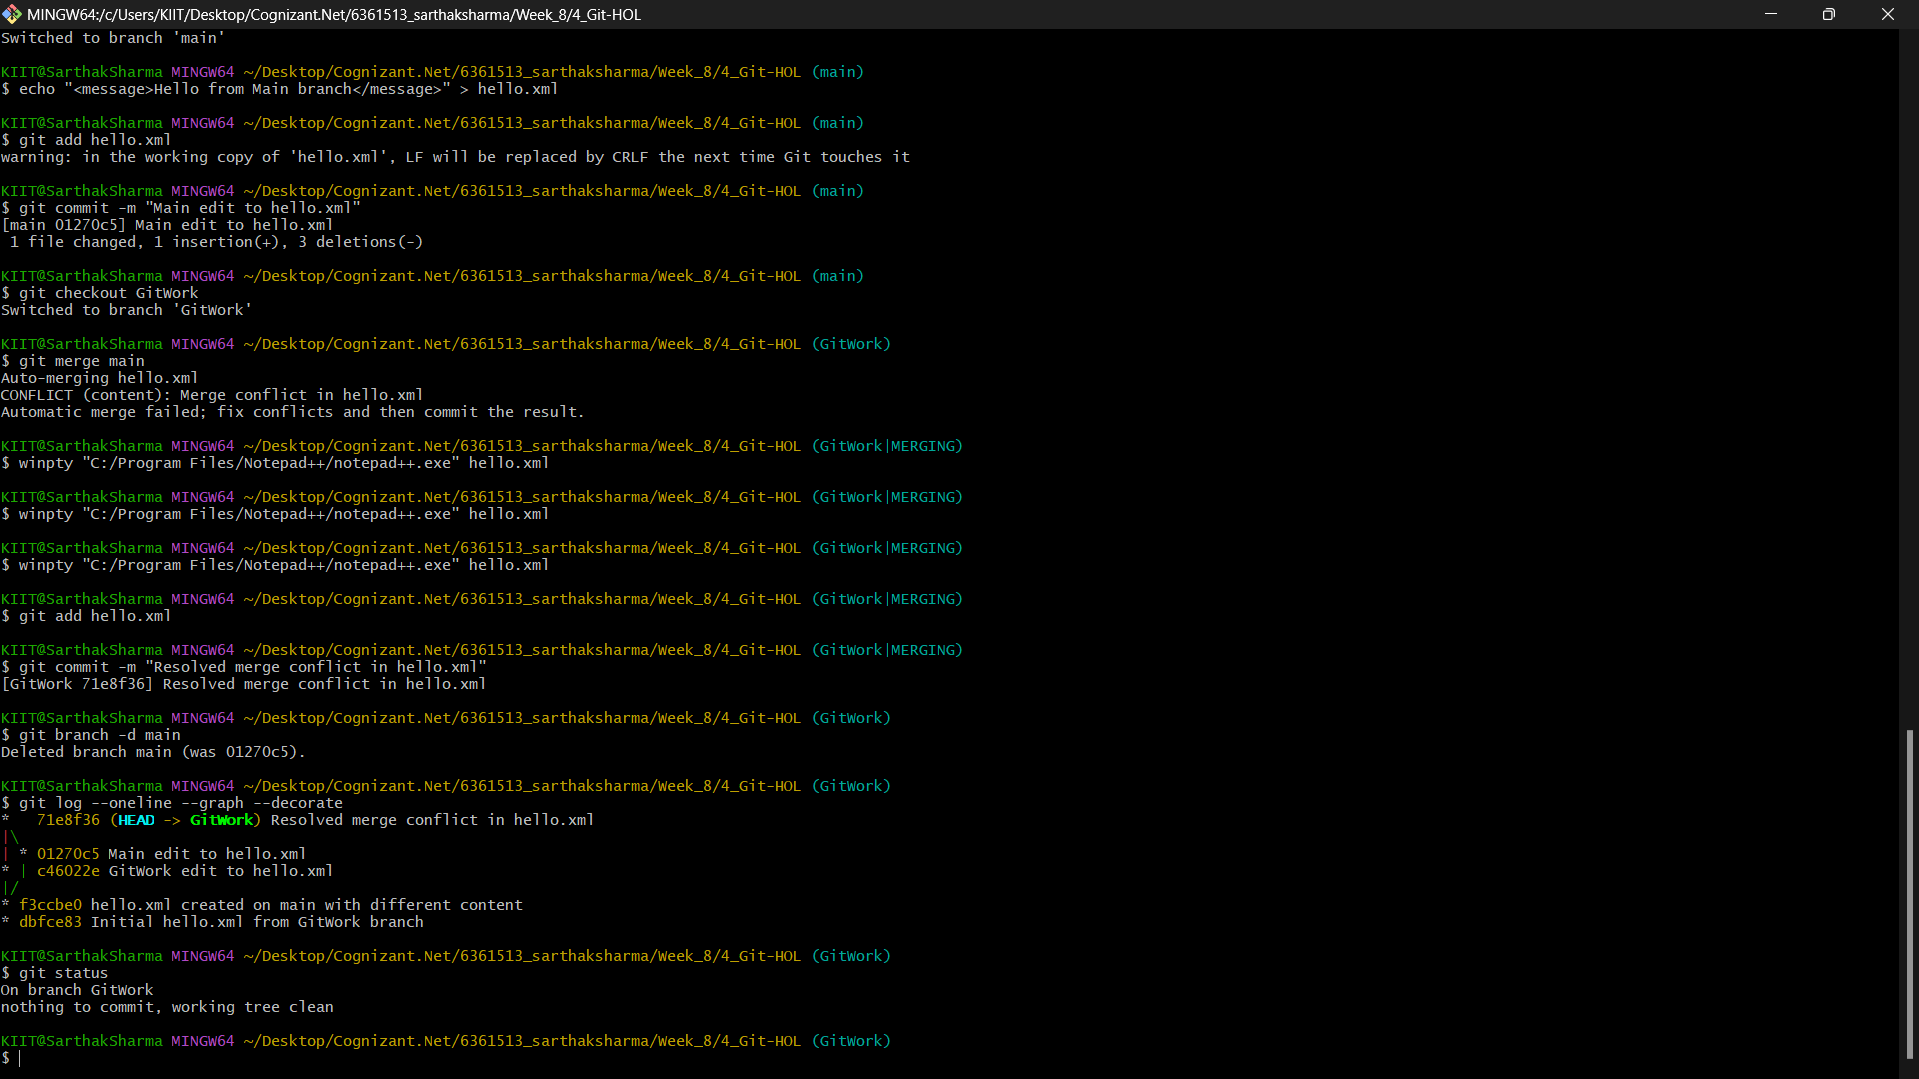 MINGW64:/c/Users/KIIT/Desktop/Cognizant.Net/6361513_sarthaksharma/Week_8/4_Git-HOL
Switched to branch 'main'
KIIT@SarthakSharma MINGW64 ~/Desktop/Cognizant.Net/6361513_sarthaksharma/Week_8/4_Git-HOL (main)
$ echo "<message>Hello from Main branch</message>" > hello.xml
KIIT@SarthakSharma MINGW64 ~/Desktop/Cognizant.Net/6361513_sarthaksharma/Week_8/4_Git-HOL (main)
$ git add hello.xml
warning: in the working copy of 'hello.xml', LF will be replaced by CRLF the next time Git touches it
KIIT@SarthakSharma MINGW64 ~/Desktop/Cognizant.Net/6361513_sarthaksharma/Week_8/4_Git-HOL (main)
$ git commit -m "Main edit to hello.xml"
[main 01270c5] Main edit to hello.xml
 1 file changed, 1 insertion(+), 3 deletions(-)
KIIT@SarthakSharma MINGW64 ~/Desktop/Cognizant.Net/6361513_sarthaksharma/Week_8/4_Git-HOL (main)
$ git checkout GitWork
Switched to branch 'GitWork'
KIIT@SarthakSharma MINGW64 ~/Desktop/Cognizant.Net/6361513_sarthaksharma/Week_8/4_Git-HOL (GitWork)
$ git merge main
Auto-merging hello.xml
CONFLICT (content): Merge conflict in hello.xml
Automatic merge failed; fix conflicts and then commit the result.
KIIT@SarthakSharma MINGW64 ~/Desktop/Cognizant.Net/6361513_sarthaksharma/Week_8/4_Git-HOL (GitWork|MERGING)
$ winpty "C:/Program Files/Notepad++/notepad++.exe" hello.xml
KIIT@SarthakSharma MINGW64 ~/Desktop/Cognizant.Net/6361513_sarthaksharma/Week_8/4_Git-HOL (GitWork|MERGING)
$ winpty "C:/Program Files/Notepad++/notepad++.exe" hello.xml
KIIT@SarthakSharma MINGW64 ~/Desktop/Cognizant.Net/6361513_sarthaksharma/Week_8/4_Git-HOL (GitWork|MERGING)
$ winpty "C:/Program Files/Notepad++/notepad++.exe" hello.xml
KIIT@SarthakSharma MINGW64 ~/Desktop/Cognizant.Net/6361513_sarthaksharma/Week_8/4_Git-HOL (GitWork|MERGING)
$ git add hello.xml
KIIT@SarthakSharma MINGW64 ~/Desktop/Cognizant.Net/6361513_sarthaksharma/Week_8/4_Git-HOL (GitWork|MERGING)
$ git commit -m "Resolved merge conflict in hello.xml"
[GitWork 71e8f36] Resolved merge conflict in hello.xml
KIIT@SarthakSharma MINGW64 ~/Desktop/Cognizant.Net/6361513_sarthaksharma/Week_8/4_Git-HOL (GitWork)
$ git branch -d main
Deleted branch main (was 01270c5).
KIIT@SarthakSharma MINGW64 ~/Desktop/Cognizant.Net/6361513_sarthaksharma/Week_8/4_Git-HOL (GitWork)
$ git log --oneline --graph --decorate
*   71e8f36 (HEAD -> GitWork) Resolved merge conflict in hello.xml
|\
| * 01270c5 Main edit to hello.xml
* | c46022e GitWork edit to hello.xml
|/
* f3ccbe0 hello.xml created on main with different content
* dbfce83 Initial hello.xml from GitWork branch
KIIT@SarthakSharma MINGW64 ~/Desktop/Cognizant.Net/6361513_sarthaksharma/Week_8/4_Git-HOL (GitWork)
$ git status
On branch GitWork
nothing to commit, working tree clean
KIIT@SarthakSharma MINGW64 ~/Desktop/Cognizant.Net/6361513_sarthaksharma/Week_8/4_Git-HOL (GitWork)
$